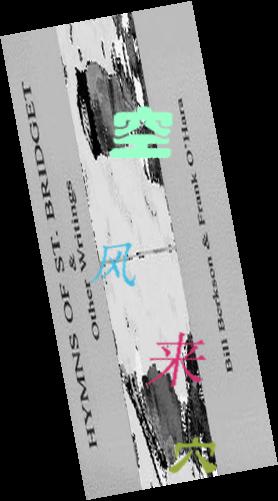 HYMNS OF ST. BRIDGET
&
Other Writings
Bill Berkson & Frank O'Hara
空
风
来
穴